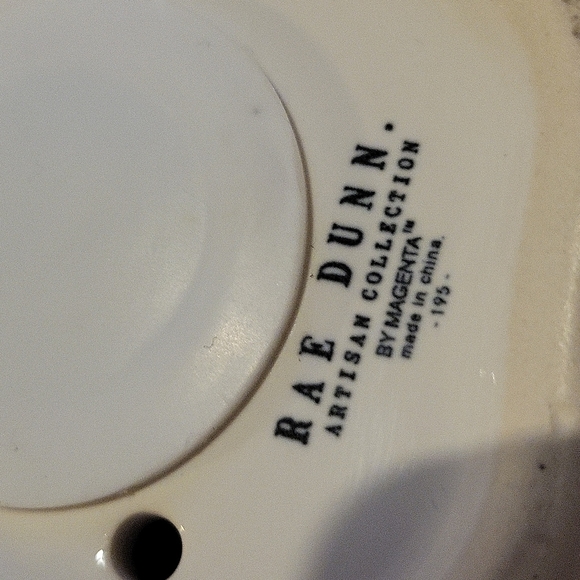 RAE DUNN.
ARTISAN COLLECTION
BY MAGENTA™
made in china.
- 195 -